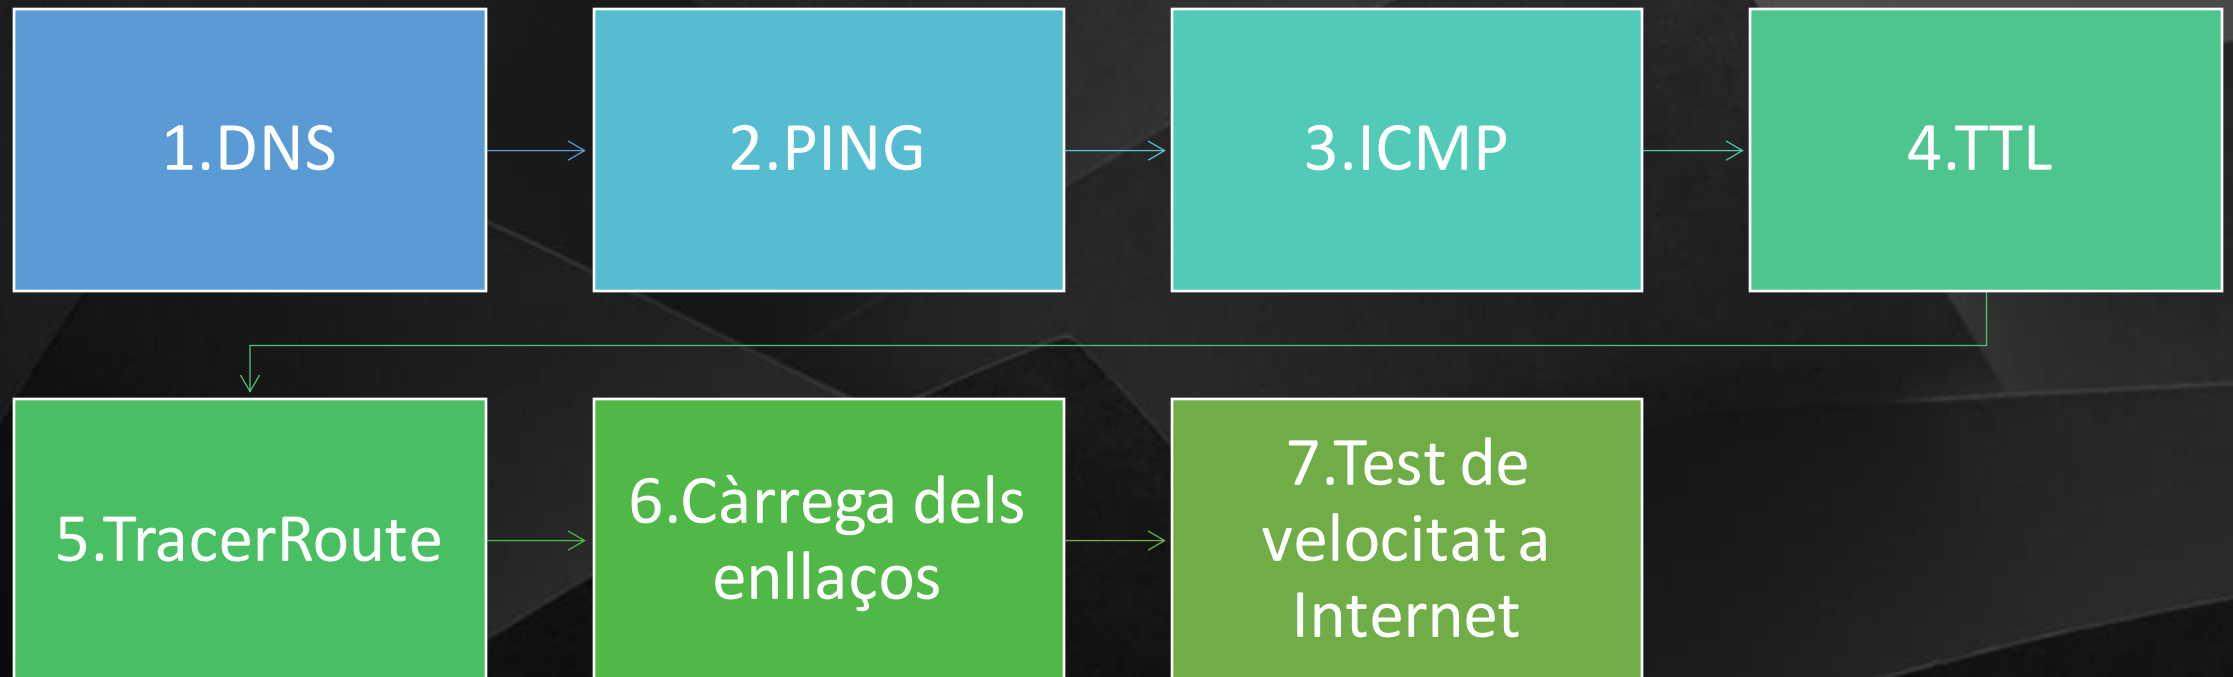 1.DNS
2.PING
3.ICMP
4.TTL
5.TracerRoute
6.Càrrega dels
enllaços
7.Test de
velocitat a
Internet